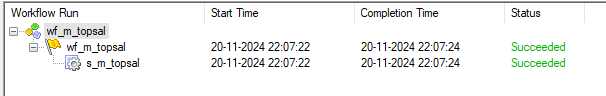 Workflow Run Start Time Completion Time Status
wf_m_topsal
wf_m_topsal 20-11-2024 22:07:22 20-11-2024 22:07:24 Succeeded
s_m_topsal 20-11-2024 22:07:22 20-11-2024 22:07:24 Succeeded